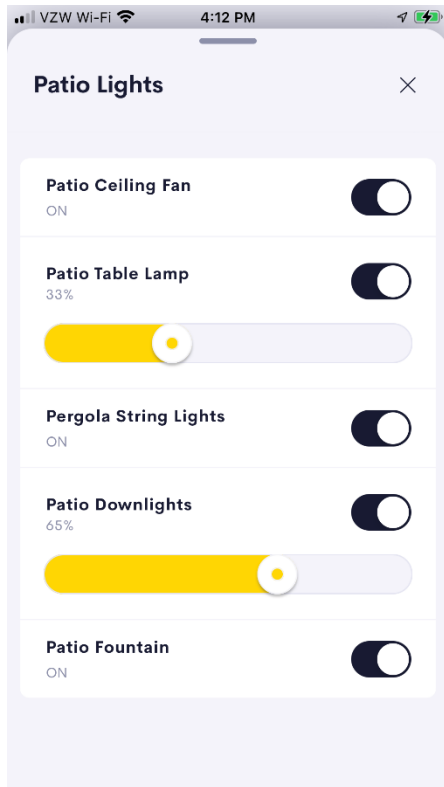 VZW Wi-Fi 4:12 PM
Patio Lights
Patio Ceiling Fan
ON
Patio Table Lamp
33%
Pergola String Lights
ON
Patio Downlights
65%
Patio Fountain
ON